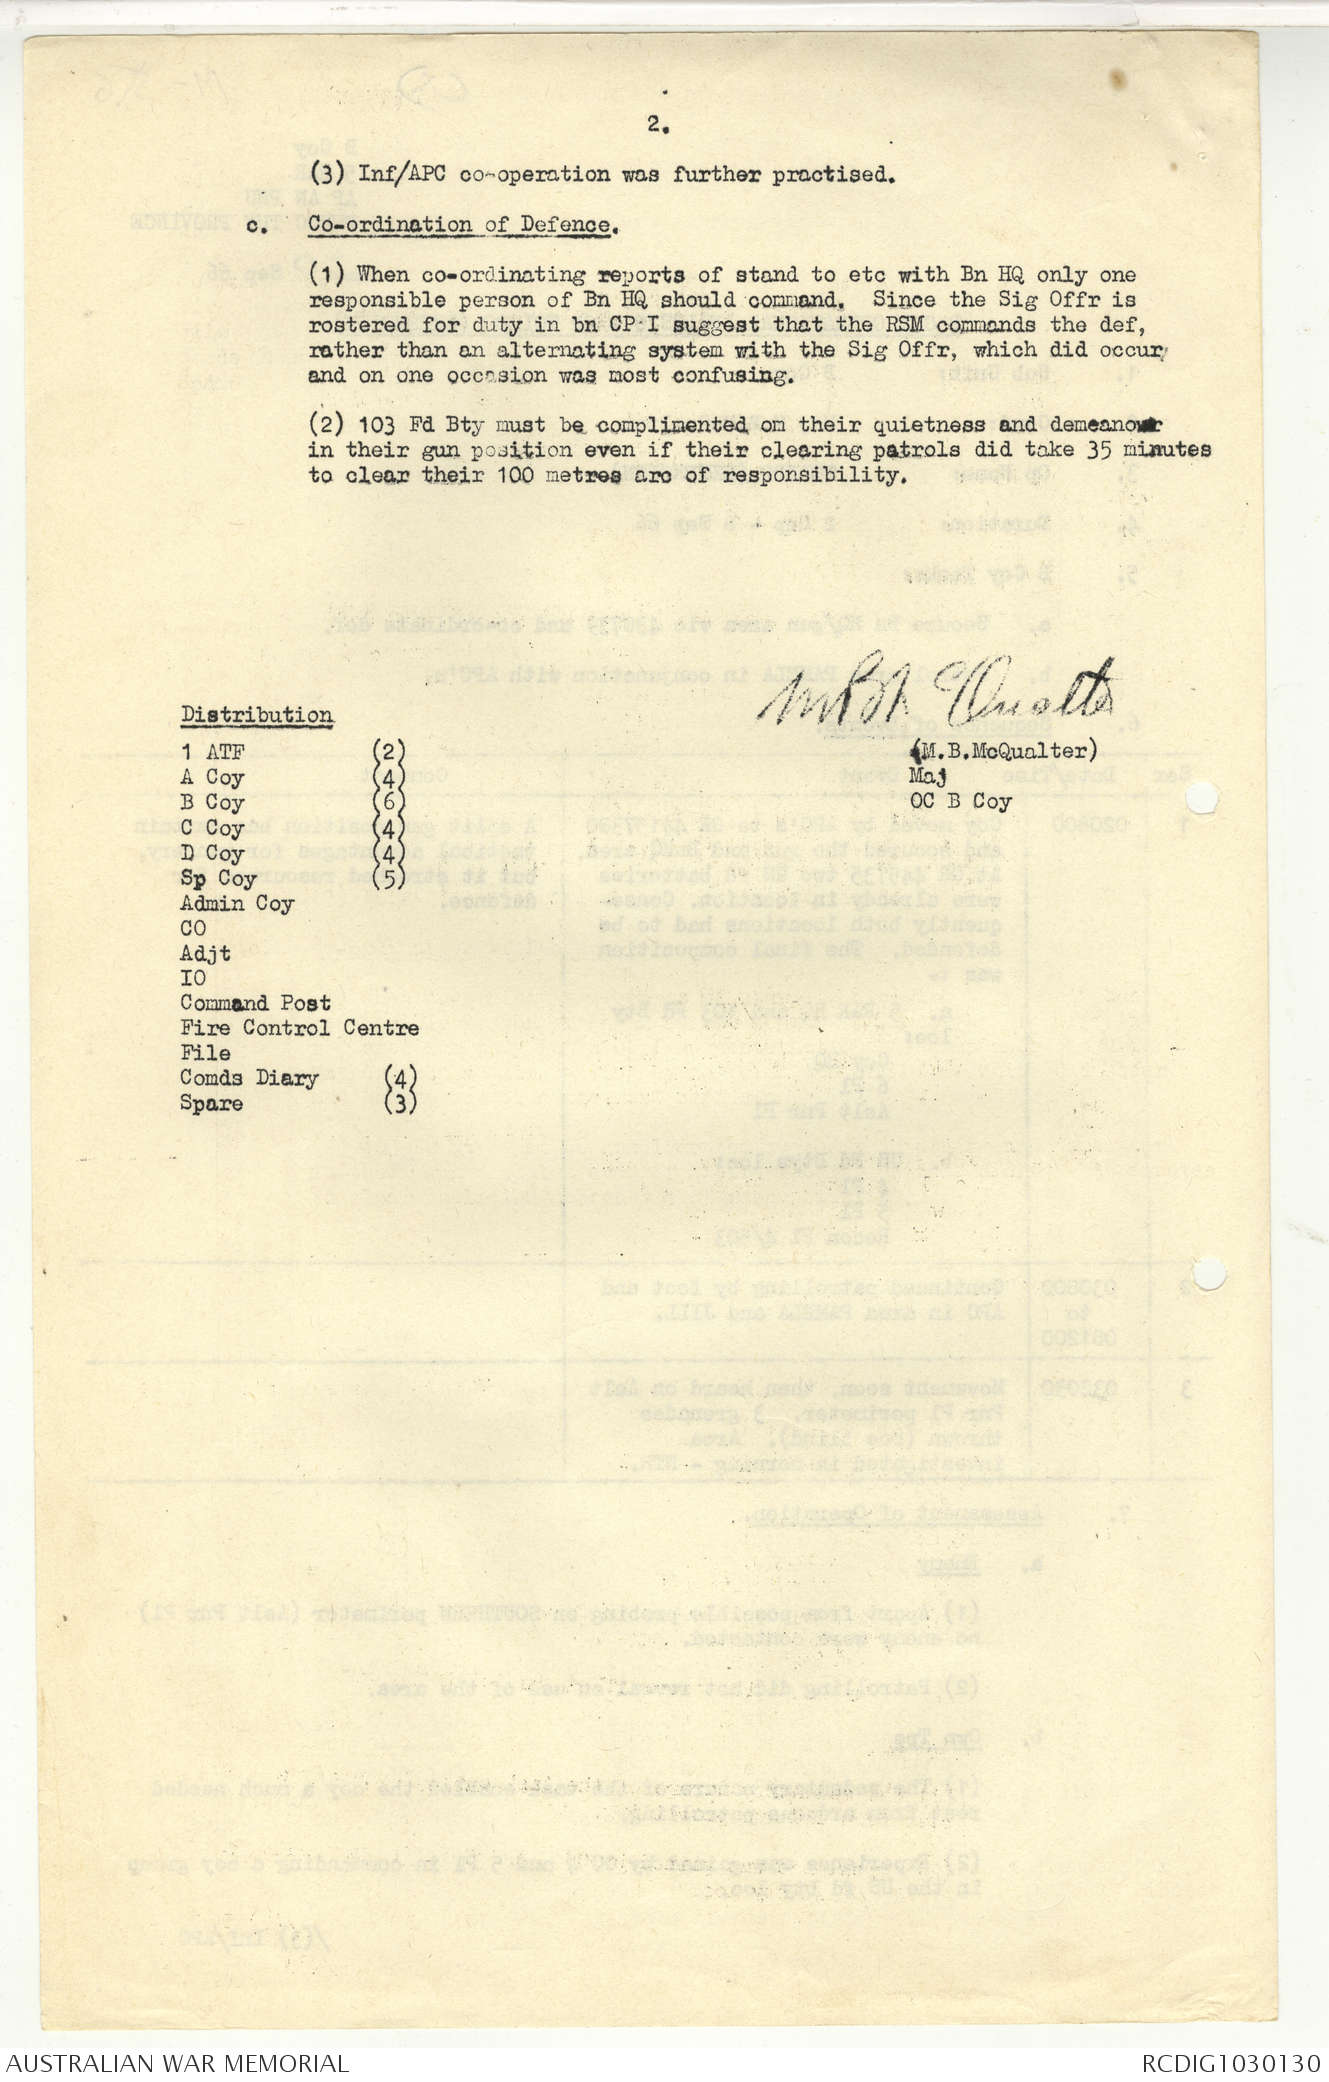 2.
(3) Inf/APC co-operation was further practised.
c. Co-ordination of Defence.
(1) When co-ordinating reports of stand to etc with Bn HQ only one
responsible person of Bn HQ should command. Since the Sig Offr is
rostered for duty in bn CP I suggest that the RSM commands the def,
rather than an alternating system with the Sig Offr, which did occur
and on one occasion was most confusing.
(2) 103 Fd Bty must be complimented on their quietness and demeanour
in their gun position even if their clearing patrols did take 35 minutes
to clear their 100 metres arc of responsibility.
MB McQualter
(M.B.McQualter)
Maj
OC B Coy
Distribution
1 ATF (2)
A Coy (4)
B Coy (6)
C Coy (4)
D Coy (4)
Sp Coy (5)
Admin Coy
CO
Adjt
IO
Command Post
Fire Control Centre
File
Comds Diary (4)
Spare (3)
AUSTRALIAN WAR MEMORIAL
RCDIG1030130